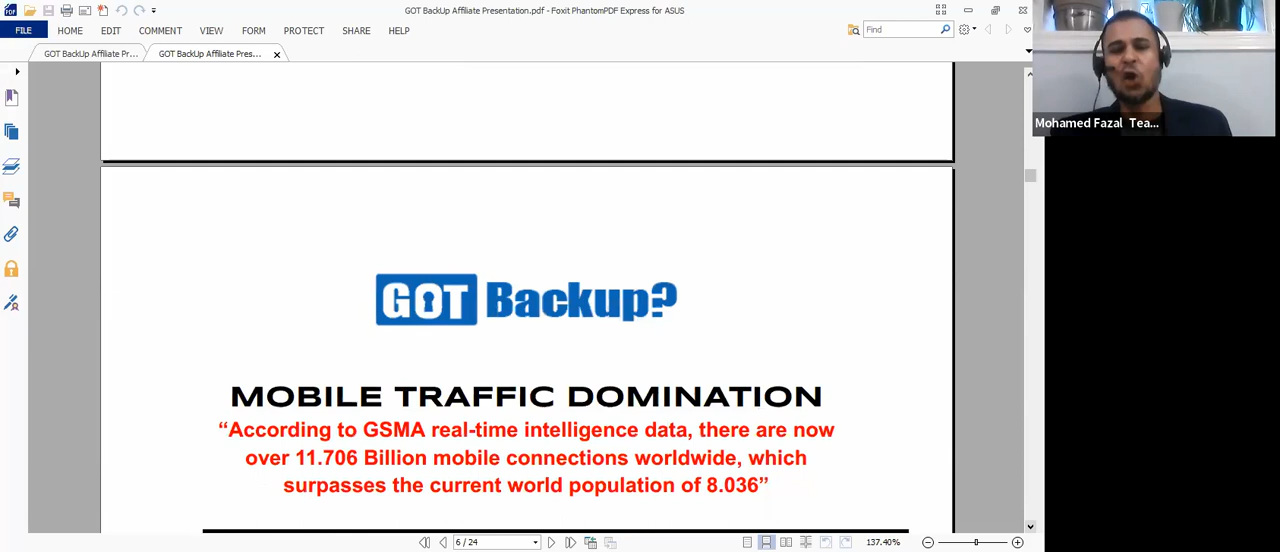 GOT BackUp Affiliate Presentation.pdf - Foxit PhantomPDF Express for ASUS
FILE HOME EDIT COMMENT VIEW FORM PROTECT SHARE HELP
Find
GOT BackUp Affiliate Pr... GOT BackUp Affiliate Pres...
Mohamed Fazal Tea...
GOT Backup?
MOBILE TRAFFIC DOMINATION
“According to GSMA real-time intelligence data, there are now
over 11.706 Billion mobile connections worldwide, which
surpasses the current world population of 8.036”
6 / 24
137.40%